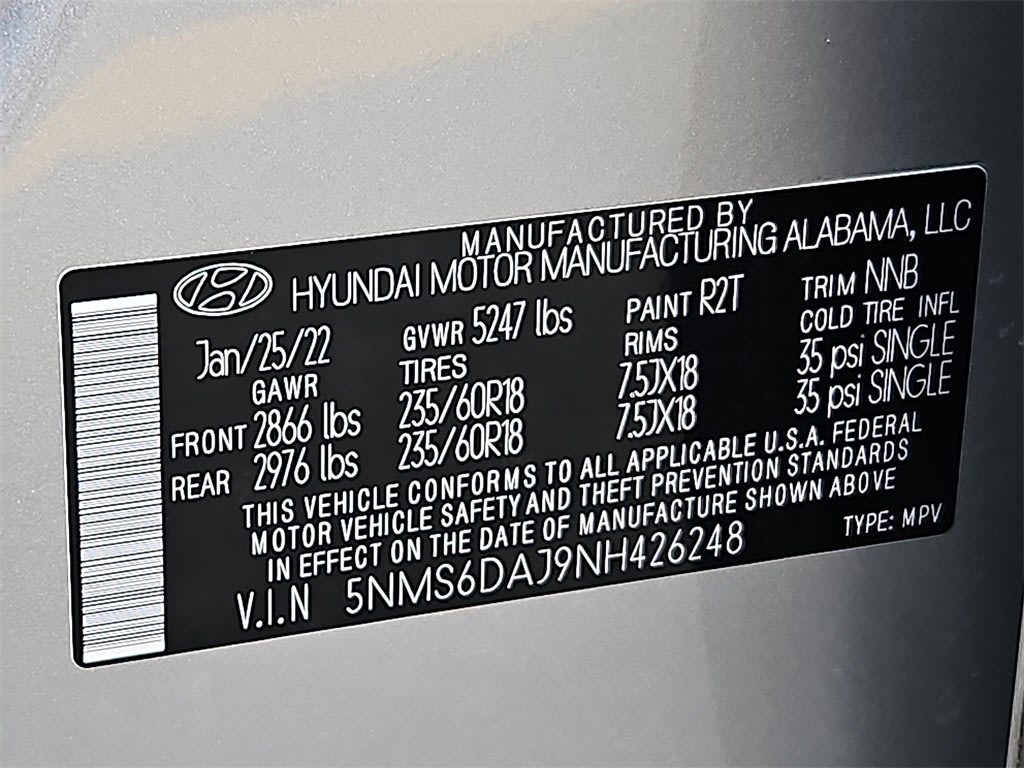 MANUFACTURED BY
HYUNDAI MOTOR MANUFACTURING ALABAMA, LLC
Jan/25/22 GVWR 5247 lbs PAINT R2T TRIM NNB
GAWR TIRES RIMS COLD TIRE INFL
FRONT 2866 lbs 235/60R18 7.5JX18 35 psi SINGLE
REAR 2976 lbs 235/60R18 7.5JX18 35 psi SINGLE
THIS VEHICLE CONFORMS TO ALL APPLICABLE U.S.A. FEDERAL
MOTOR VEHICLE SAFETY AND THEFT PREVENTION STANDARDS
IN EFFECT ON THE DATE OF MANUFACTURE SHOWN ABOVE
V.I.N 5NMS6DAJ9NH426248 TYPE: MPV